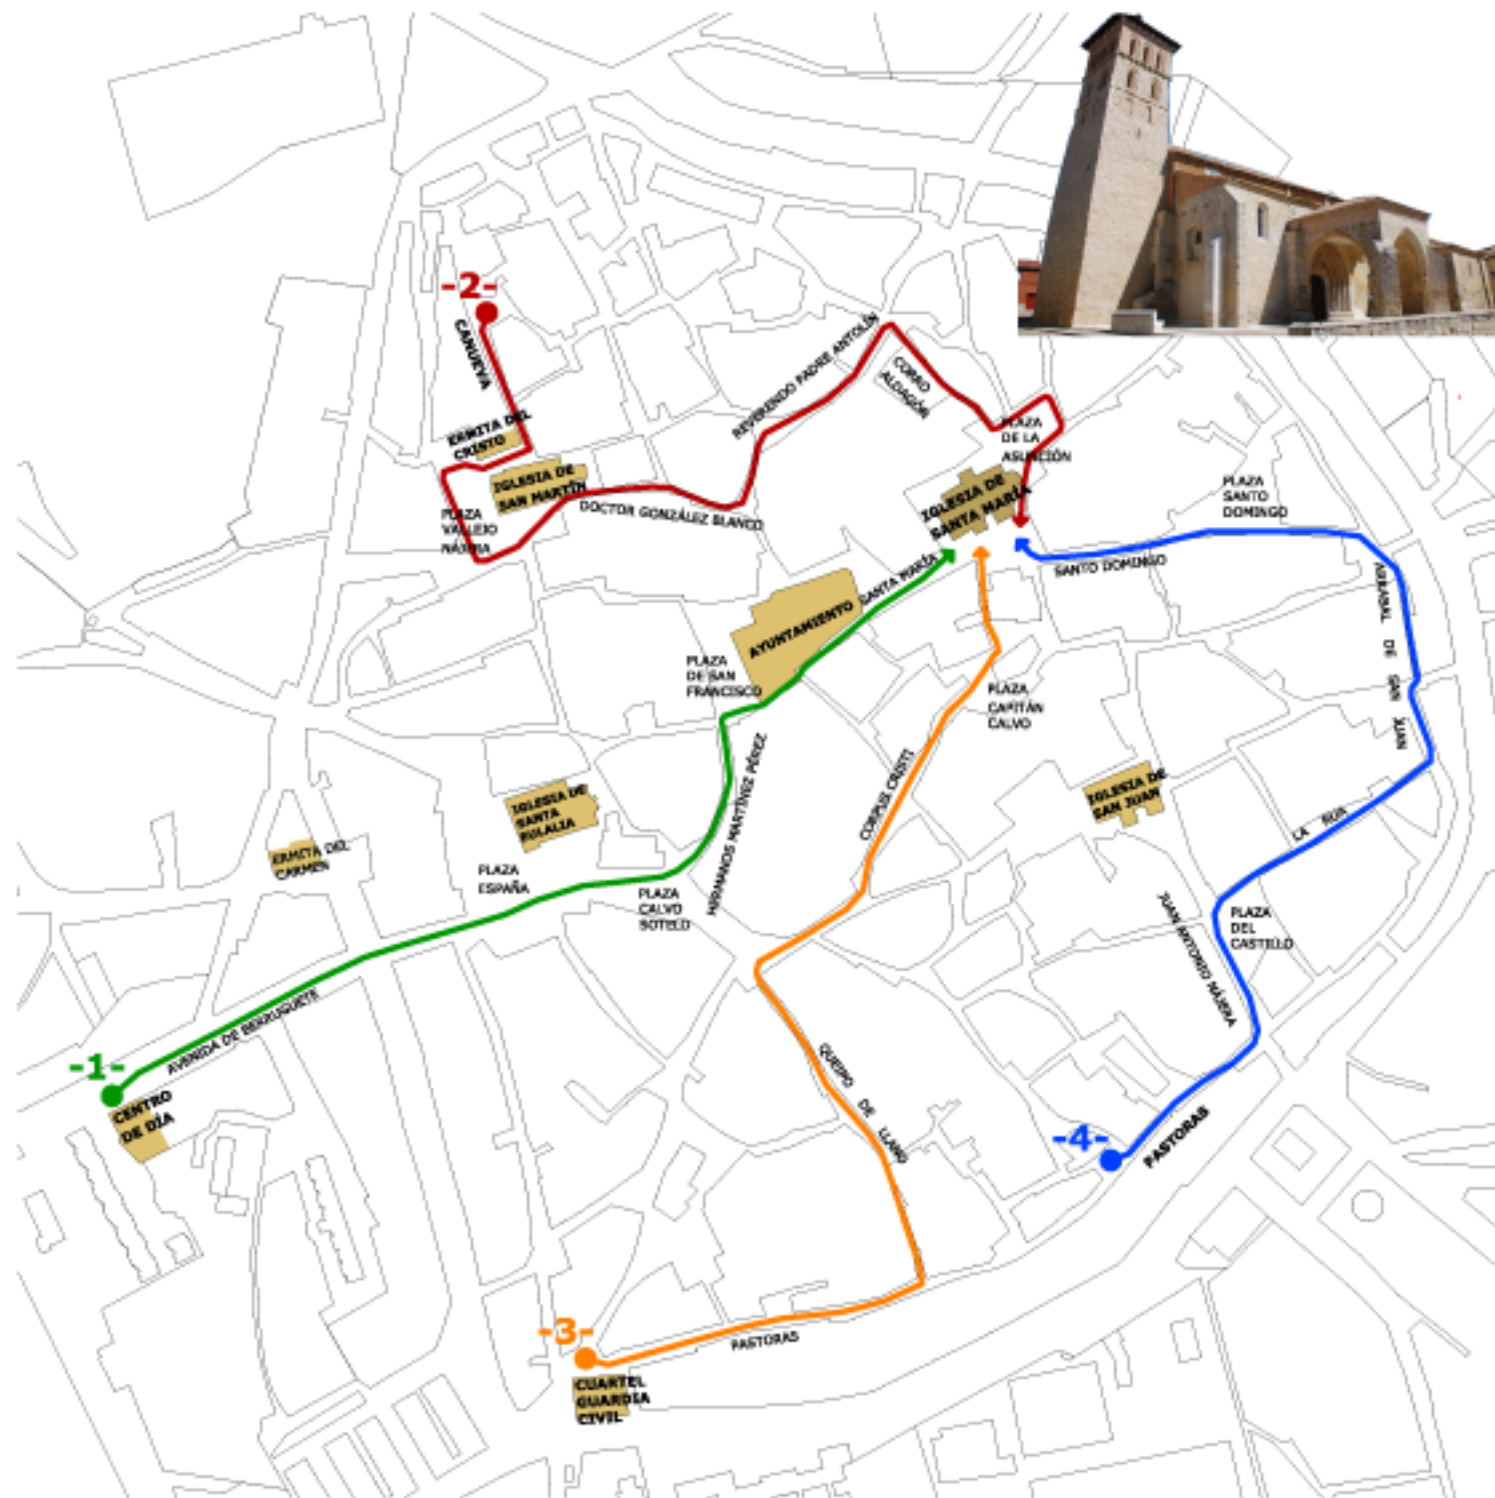 -2-
CANUEVA
ERMITA DEL
CRISTO
IGLESIA DE
SAN MARTÍN
PLAZA
VALLEJO
NÁJERA
DOCTOR GONZÁLEZ BLANCO
REVERENDO PADRE ANTOLÍN
CORRO
ALDAGÓN
PLAZA
DE LA
ASUNCIÓN
IGLESIA DE
SANTA MARÍA
PLAZA
SANTO
DOMINGO
SANTO DOMINGO
ARRABAL DE SAN JUAN
SANTA MARÍA
AYUNTAMIENTO
PLAZA
DE SAN
FRANCISCO
PLAZA
CAPITÁN
CALVO
HERMANOS MARTÍNEZ PÉREZ
CORPUS CRISTI
IGLESIA DE
SAN JUAN
LA RÚA
IGLESIA DE
SANTA
EULALIA
ERMITA DEL
CARMEN
PLAZA
ESPAÑA
PLAZA
CALVO
SOTELO
JUAN ANTONIO NÁJERA
PLAZA
DEL
CASTILLO
AVENIDA DE BERRUGUETE
-1-
CENTRO
DE DÍA
QUEIPO DE LLANO
-4-
PASTORAS
-3-
PASTORAS
CUARTEL
GUARDIA
CIVIL